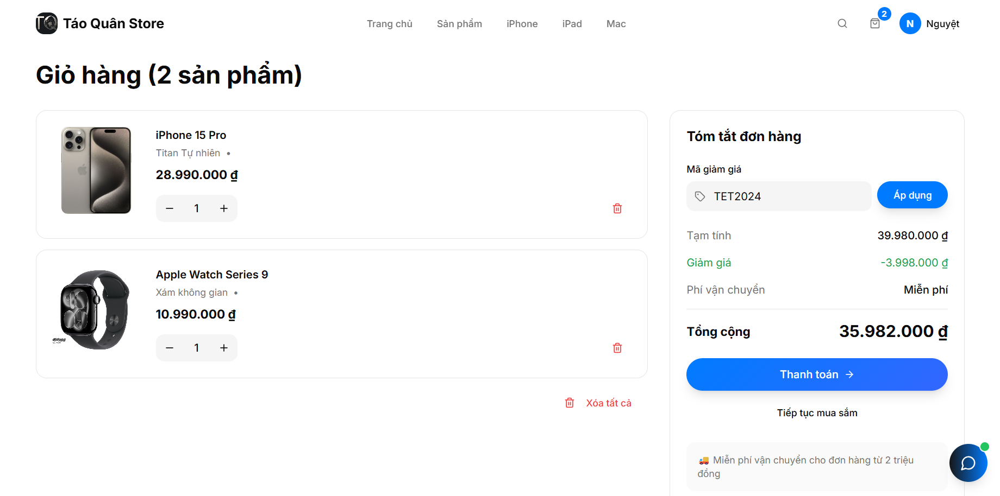 TQ Táo Quân Store
Trang chủ Sản phẩm iPhone iPad Mac
2
N Nguyệt
Giỏ hàng (2 sản phẩm)
iPhone 15 Pro
Titan Tự nhiên •
28.990.000 ₫
− 1 +
Apple Watch Series 9
Xám không gian •
10.990.000 ₫
didong
− 1 +
Xóa tất cả
Tóm tắt đơn hàng
Mã giảm giá
TET2024 Áp dụng
Tạm tính 39.980.000 ₫
Giảm giá -3.998.000 ₫
Phí vận chuyển Miễn phí
Tổng cộng 35.982.000 ₫
Thanh toán →
Tiếp tục mua sắm
🚚 Miễn phí vận chuyển cho đơn hàng từ 2 triệu
đồng